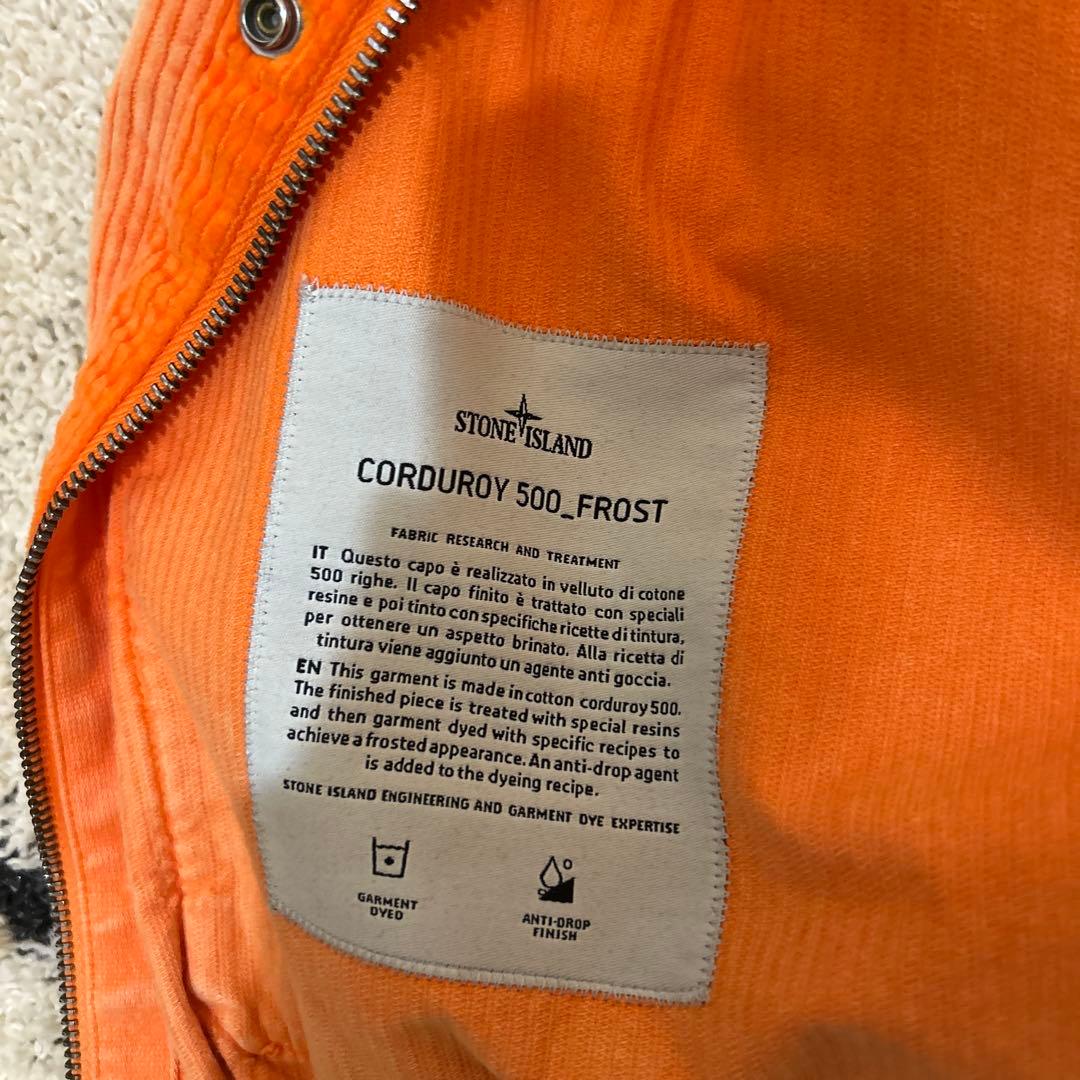 STONE ISLAND
CORDUROY 500_FROST
FABRIC RESEARCH AND TREATMENT
IT Questo capo è realizzato in velluto di cotone
500 righe. Il capo finito è trattato con speciali
resine e poi tinto con specifiche ricette di tintura,
per ottenere un aspetto brinato. Alla ricetta di
tintura viene aggiunto un agente anti goccia.
EN This garment is made in cotton corduroy 500.
The finished piece is treated with special resins
and then garment dyed with specific recipes to
achieve a frosted appearance. An anti-drop agent
is added to the dyeing recipe.
STONE ISLAND ENGINEERING AND GARMENT DYE EXPERTISE
GARMENT
DYED
ANTI-DROP
FINISH